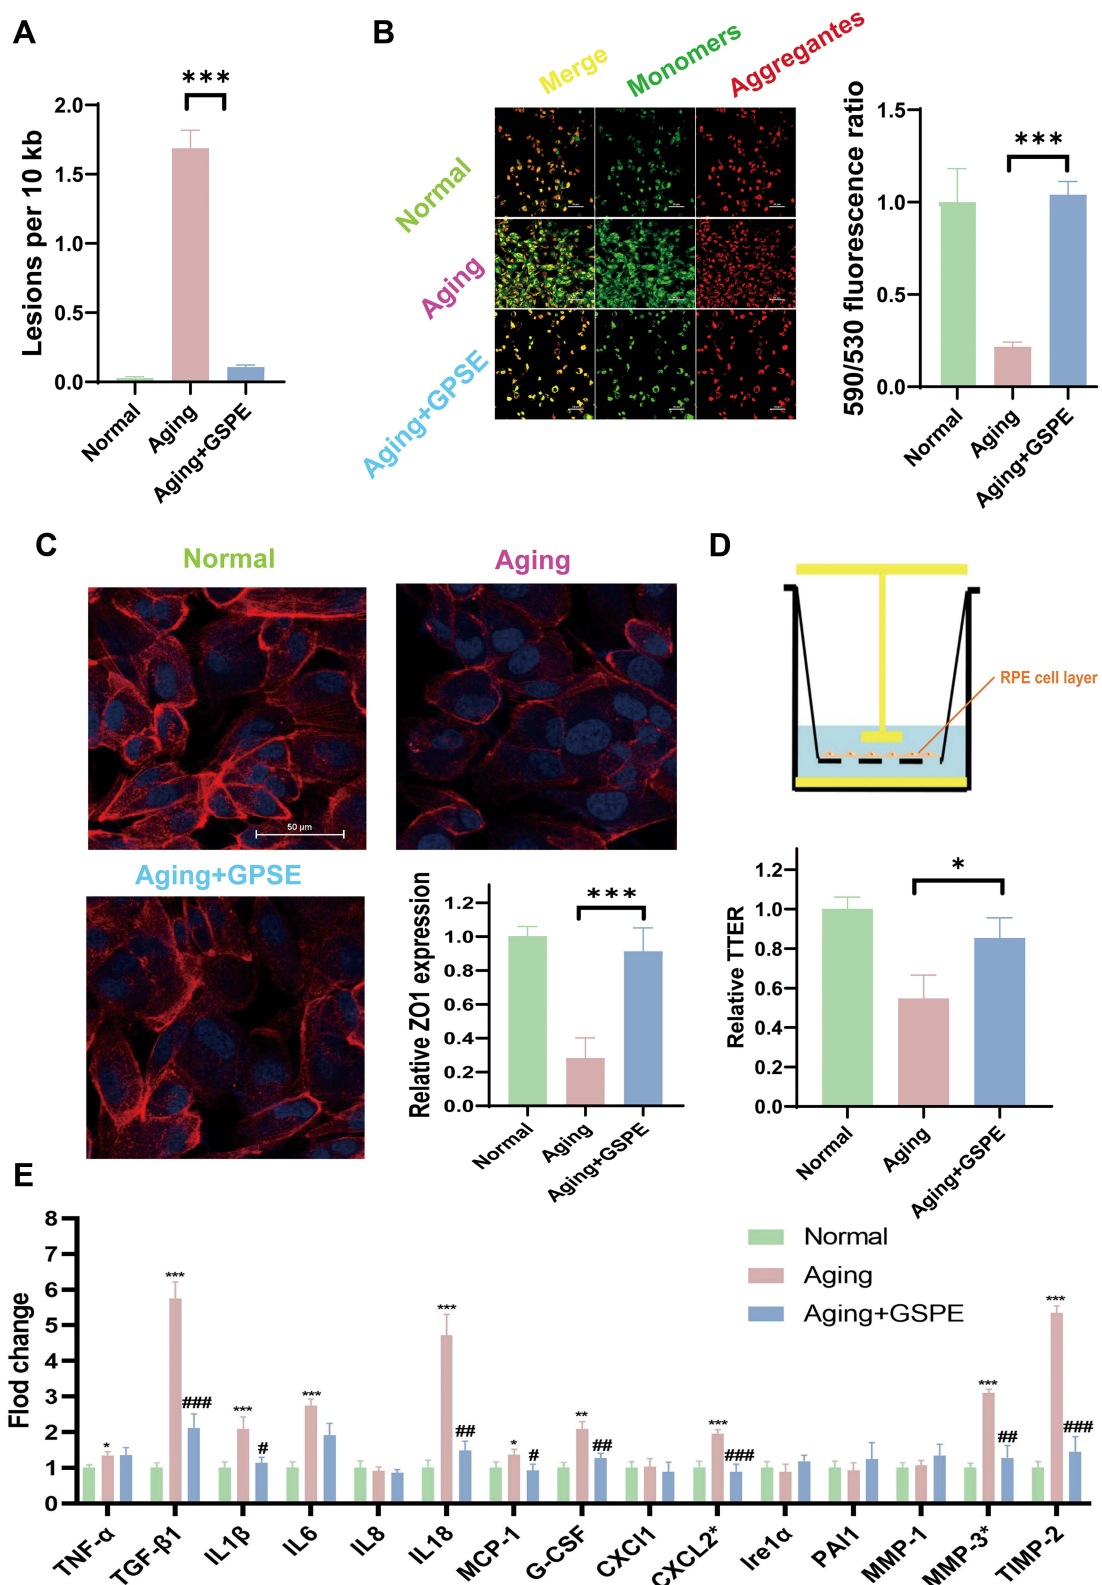 A
***
Lesions per 10 kb
2.0
1.5
1.0
0.5
0.0
Normal
Aging
Aging+GSPE
B
Merge
Monomers
Aggregantes
Normal
Aging
Aging+GPSE
590/530 fluorescence ratio
1.5
1.0
0.5
0.0
***
Normal
Aging
Aging+GSPE
C
Normal
Aging
50 μm
Aging+GPSE
Relative ZO1 expression
1.2
1.0
0.8
0.6
0.4
0.2
0.0
***
Normal
Aging
Aging+GSPE
D
RPE cell layer
Relative TTER
1.2
1.0
0.8
0.6
0.4
0.2
0.0
*
Normal
Aging
Aging+GSPE
E
Flod change
8
7
6
5
4
3
2
1
0
Normal
Aging
Aging+GSPE
*
***
###
***
#
***
***
##
*
#
**
##
***
###
***
##
***
###
TNF-α
TGF-β1
IL1β
IL6
IL8
IL18
MCP-1
G-CSF
CXCl1
CXCL2*
Ire1α
PAI1
MMP-1
MMP-3*
TIMP-2